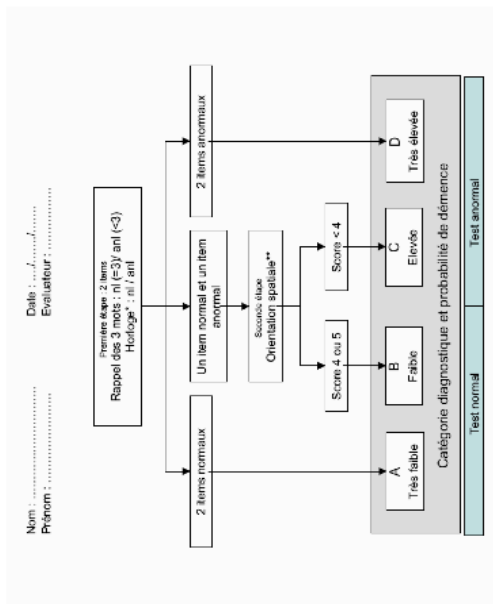 Nom : ............................
Date : ..../....../......
Prénom : ............................
Evaluateur : ....................
Première étape : 2 items
Rappel des 3 mots : nl (=3)/ anl (<3)
Horloge* : nl / anl
2 items normaux
Un item normal et un item
anormal
2 items anormaux
Seconde étape
Orientation spatiale**
Score 4 ou 5
Score < 4
A
Très faible
B
Faible
C
Elevée
D
Très élevée
Catégorie diagnostique et probabilité de démence
Test normal
Test anormal